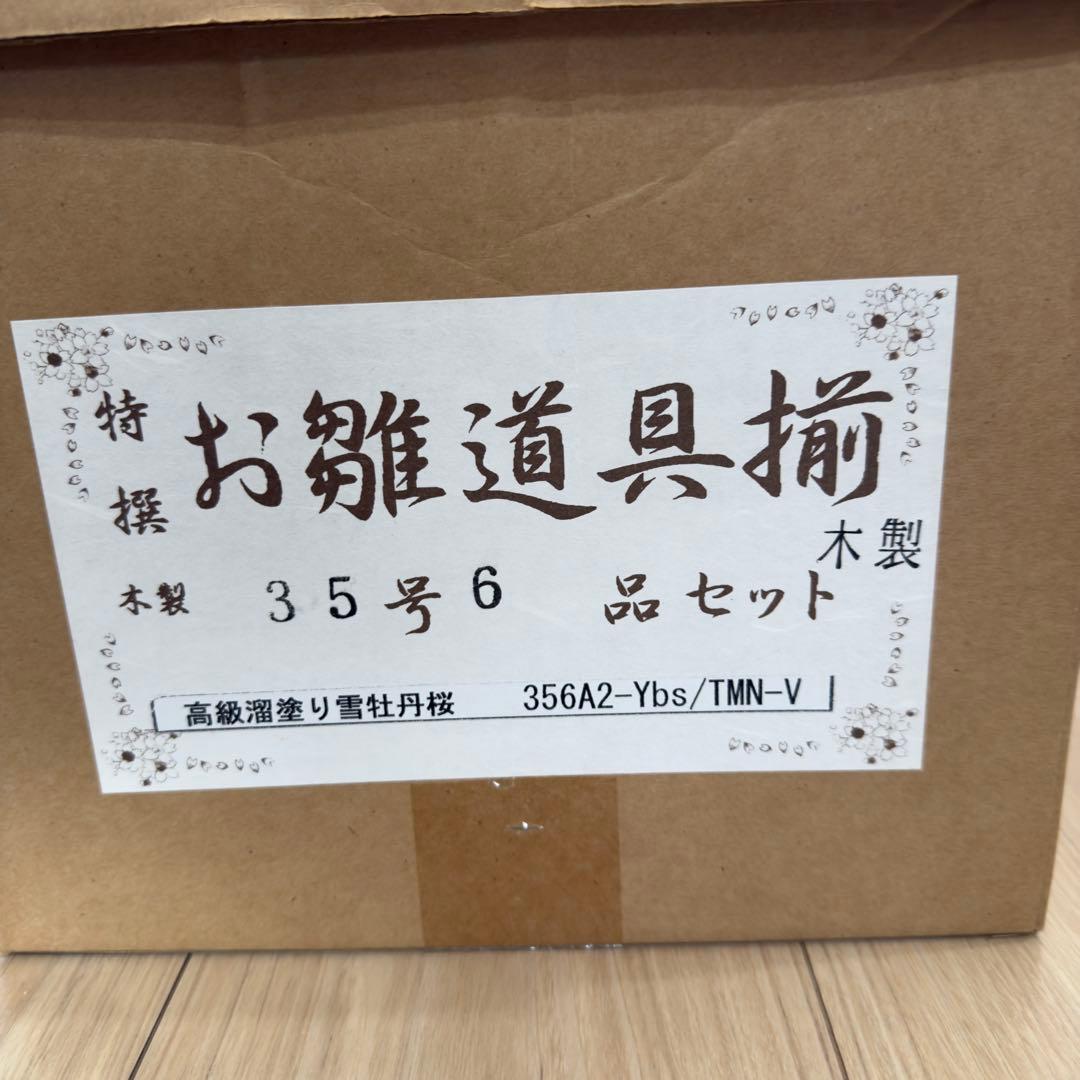 特撰
お雛道具揃
木製
木製 35号6 品セット
高級溜塗り雪牡丹桜 356A2-Ybs/TMN-V